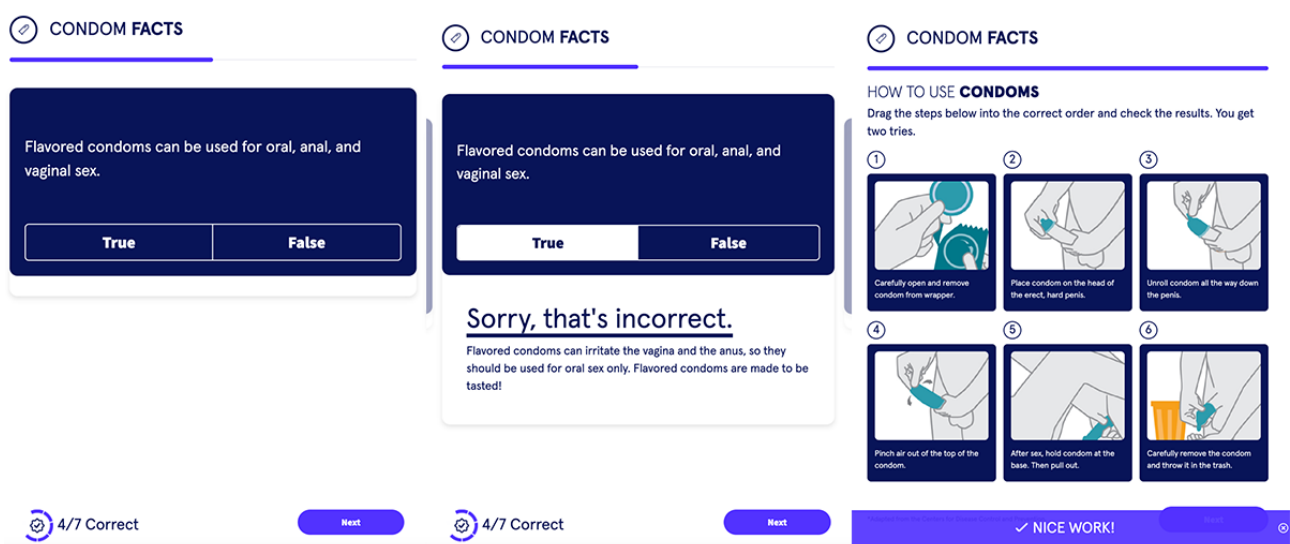 CONDOM FACTS
Flavored condoms can be used for oral, anal, and
vaginal sex.
True False
4/7 Correct
Next
CONDOM FACTS
Flavored condoms can be used for oral, anal, and
vaginal sex.
True False
Sorry, that's incorrect.
Flavored condoms can irritate the vagina and the anus, so they
should be used for oral sex only. Flavored condoms are made to be
tasted!
4/7 Correct
Next
CONDOM FACTS
HOW TO USE CONDOMS
Drag the steps below into the correct order and check the results. You get
two tries.
1
Carefully open and remove
condom from wrapper.
2
Place condom on the head of
the erect, hard penis.
3
Unroll condom all the way down
the penis.
4
Pinch air out of the top of the
condom.
5
After sex, hold condom at the
base. Then pull out.
6
Carefully remove the condom
and throw it in the trash.
Next
NICE WORK!